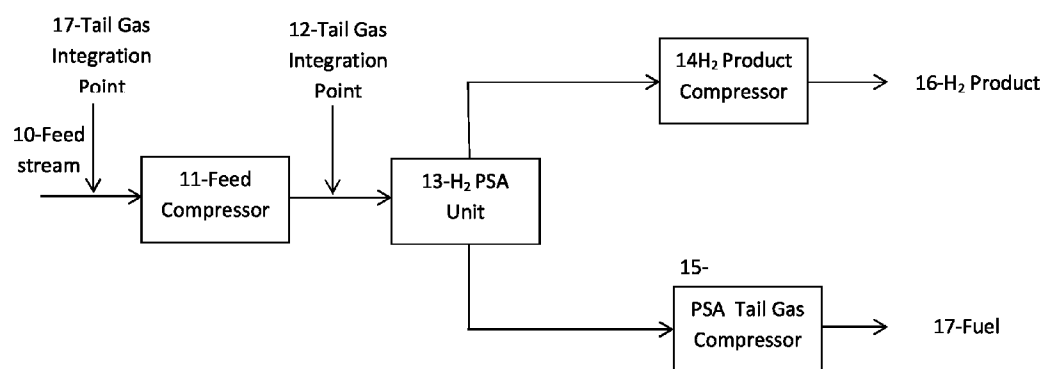 17-Tail Gas
Integration
Point
12-Tail Gas
Integration
Point
14H₂ Product
Compressor
16-H₂ Product
10-Feed
stream
11-Feed
Compressor
13-H₂ PSA
Unit
15-
PSA Tail Gas
Compressor
17-Fuel